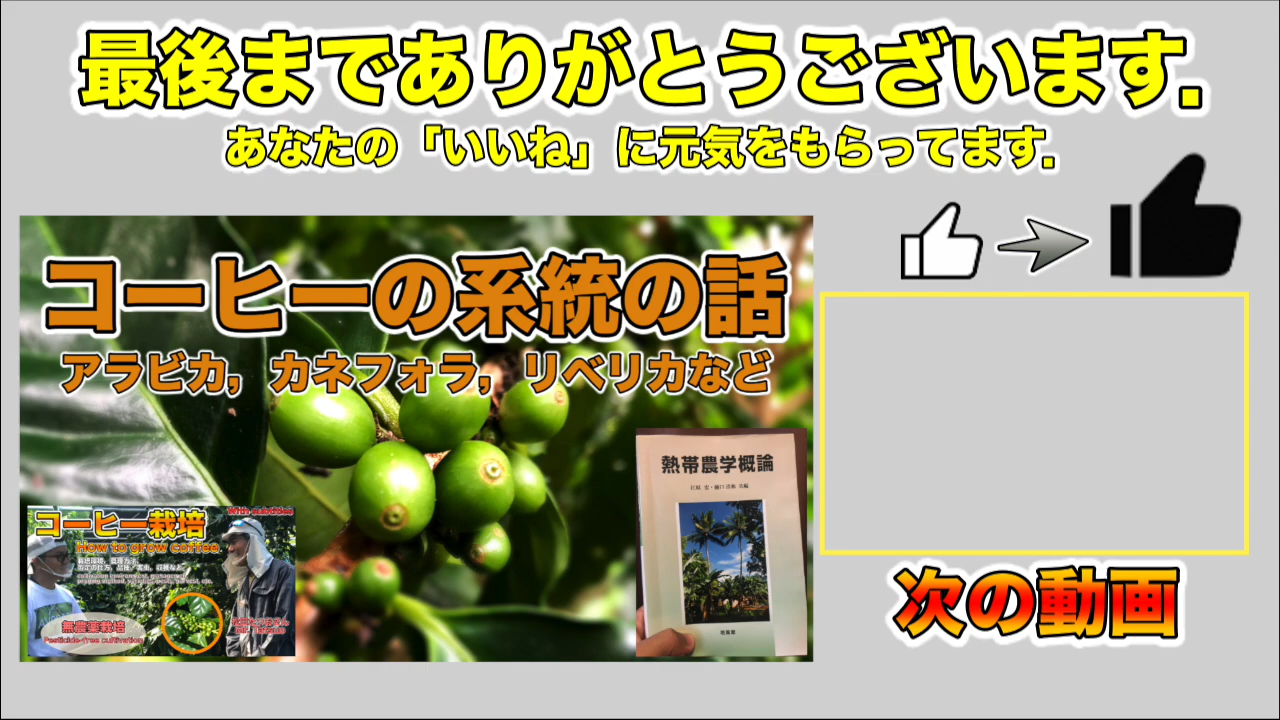 最後までありがとうございます.
あなたの「いいね」に元気をもらってます.
コーヒーの系統の話
アラビカ，カネフォラ，リベリカなど
熱帯農学概論
コーヒー栽培
With subtitles
How to grow coffee
無農薬栽培
Pesticide-free cultivation
次の動画